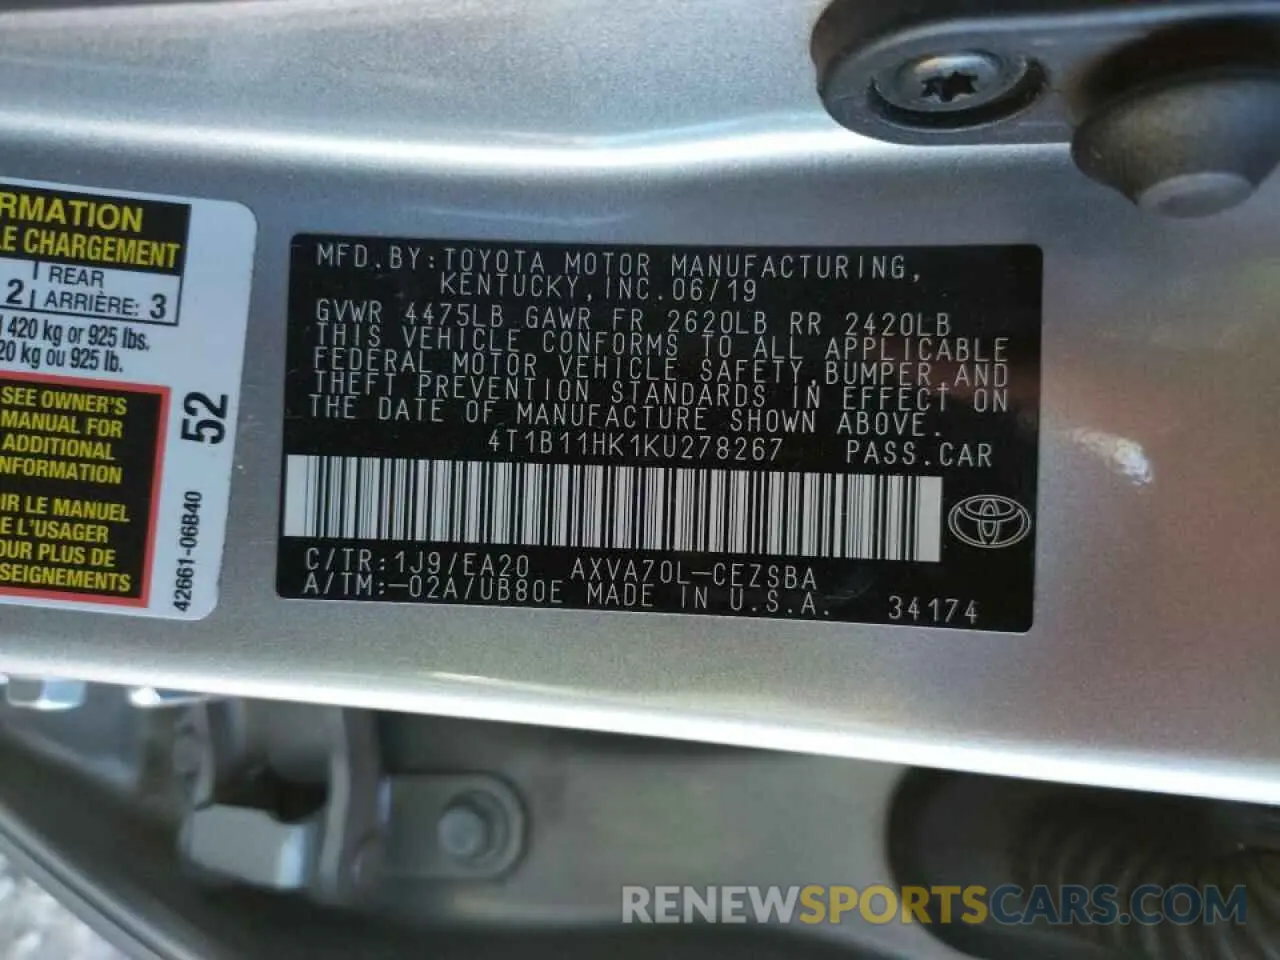 RMATION
LE CHARGEMENT
2 REAR
ARRIÈRE: 3
420 kg or 925 lbs.
20 kg ou 925 lb.
SEE OWNER'S
MANUAL FOR
ADDITIONAL
NFORMATION
IR LE MANUEL
E L'USAGER
OUR PLUS DE
SEIGNEMENTS
52
42661-06B40
MFD.BY:TOYOTA MOTOR MANUFACTURING,
KENTUCKY,INC.06/19
GVWR 4475LB GAWR FR 2620LB RR 2420LB
THIS VEHICLE CONFORMS TO ALL APPLICABLE
FEDERAL MOTOR VEHICLE SAFETY,BUMPER,AND
THEFT PREVENTION STANDARDS IN EFFECT ON
THE DATE OF MANUFACTURE SHOWN ABOVE.
4T1B11HK1KU278267 PASS.CAR
C/TR:1J9/EA20 AXVA70L-CEZSBA
A/TM:-02A/UB80E MADE IN U.S.A. 34174
RENEWSPORTSCARS.COM